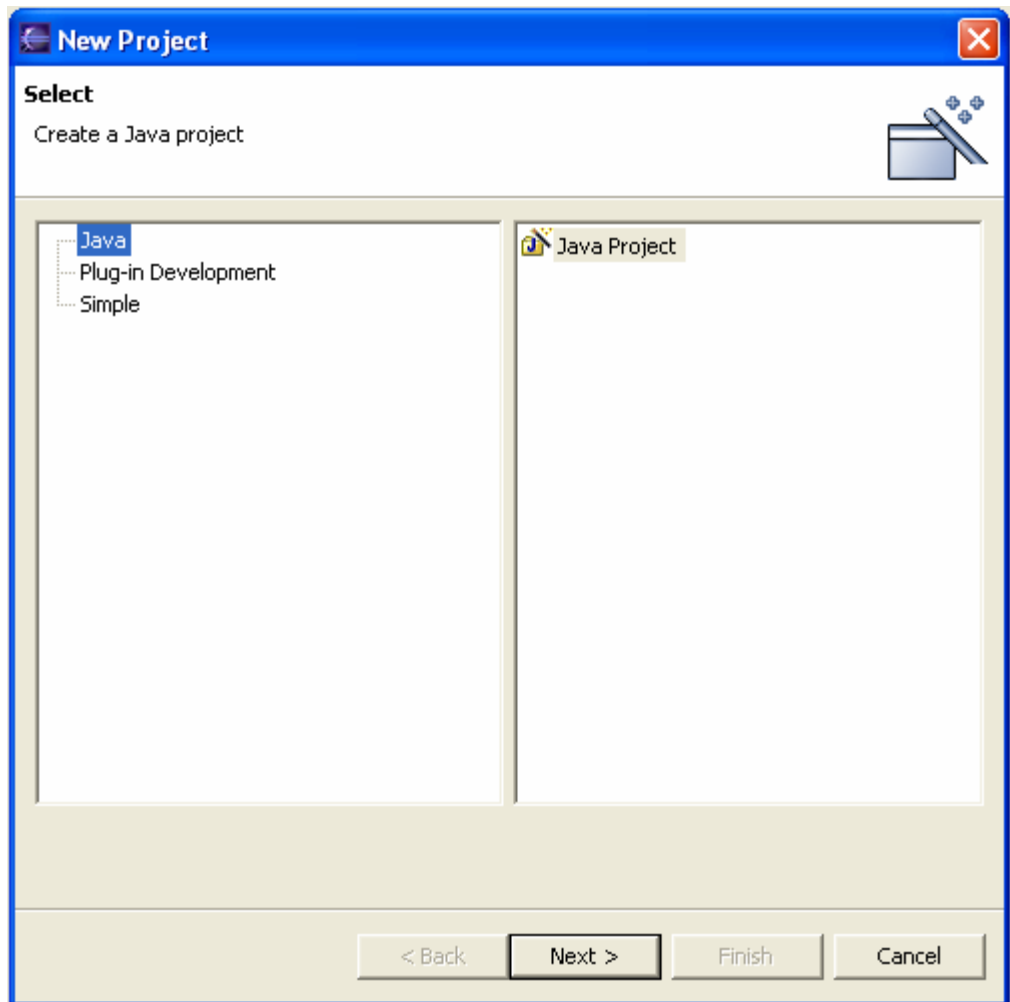 New Project
Select
Create a Java project
Java
Plug-in Development
Simple
Java Project
< Back
Next >
Finish
Cancel